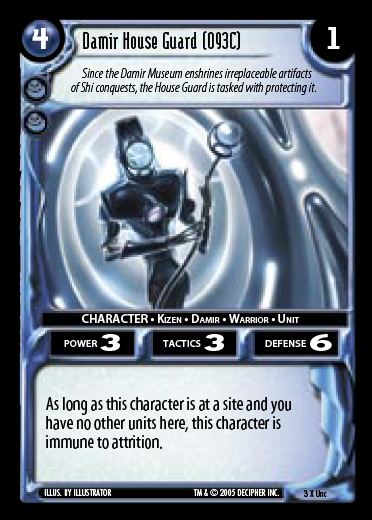 4
Damir House Guard (093C)
1
Since the Damir Museum enshrines irreplaceable artifacts
of Shi conquests, the House Guard is tasked with protecting it.
CHARACTER • KIZEN • DAMIR • WARRIOR • UNIT
POWER 3 TACTICS 3 DEFENSE 6
As long as this character is at a site and you
have no other units here, this character is
immune to attrition.
ILLUS. BY ILLUSTRATOR TM & © 2005 DECIPHER INC. 3 X Unc